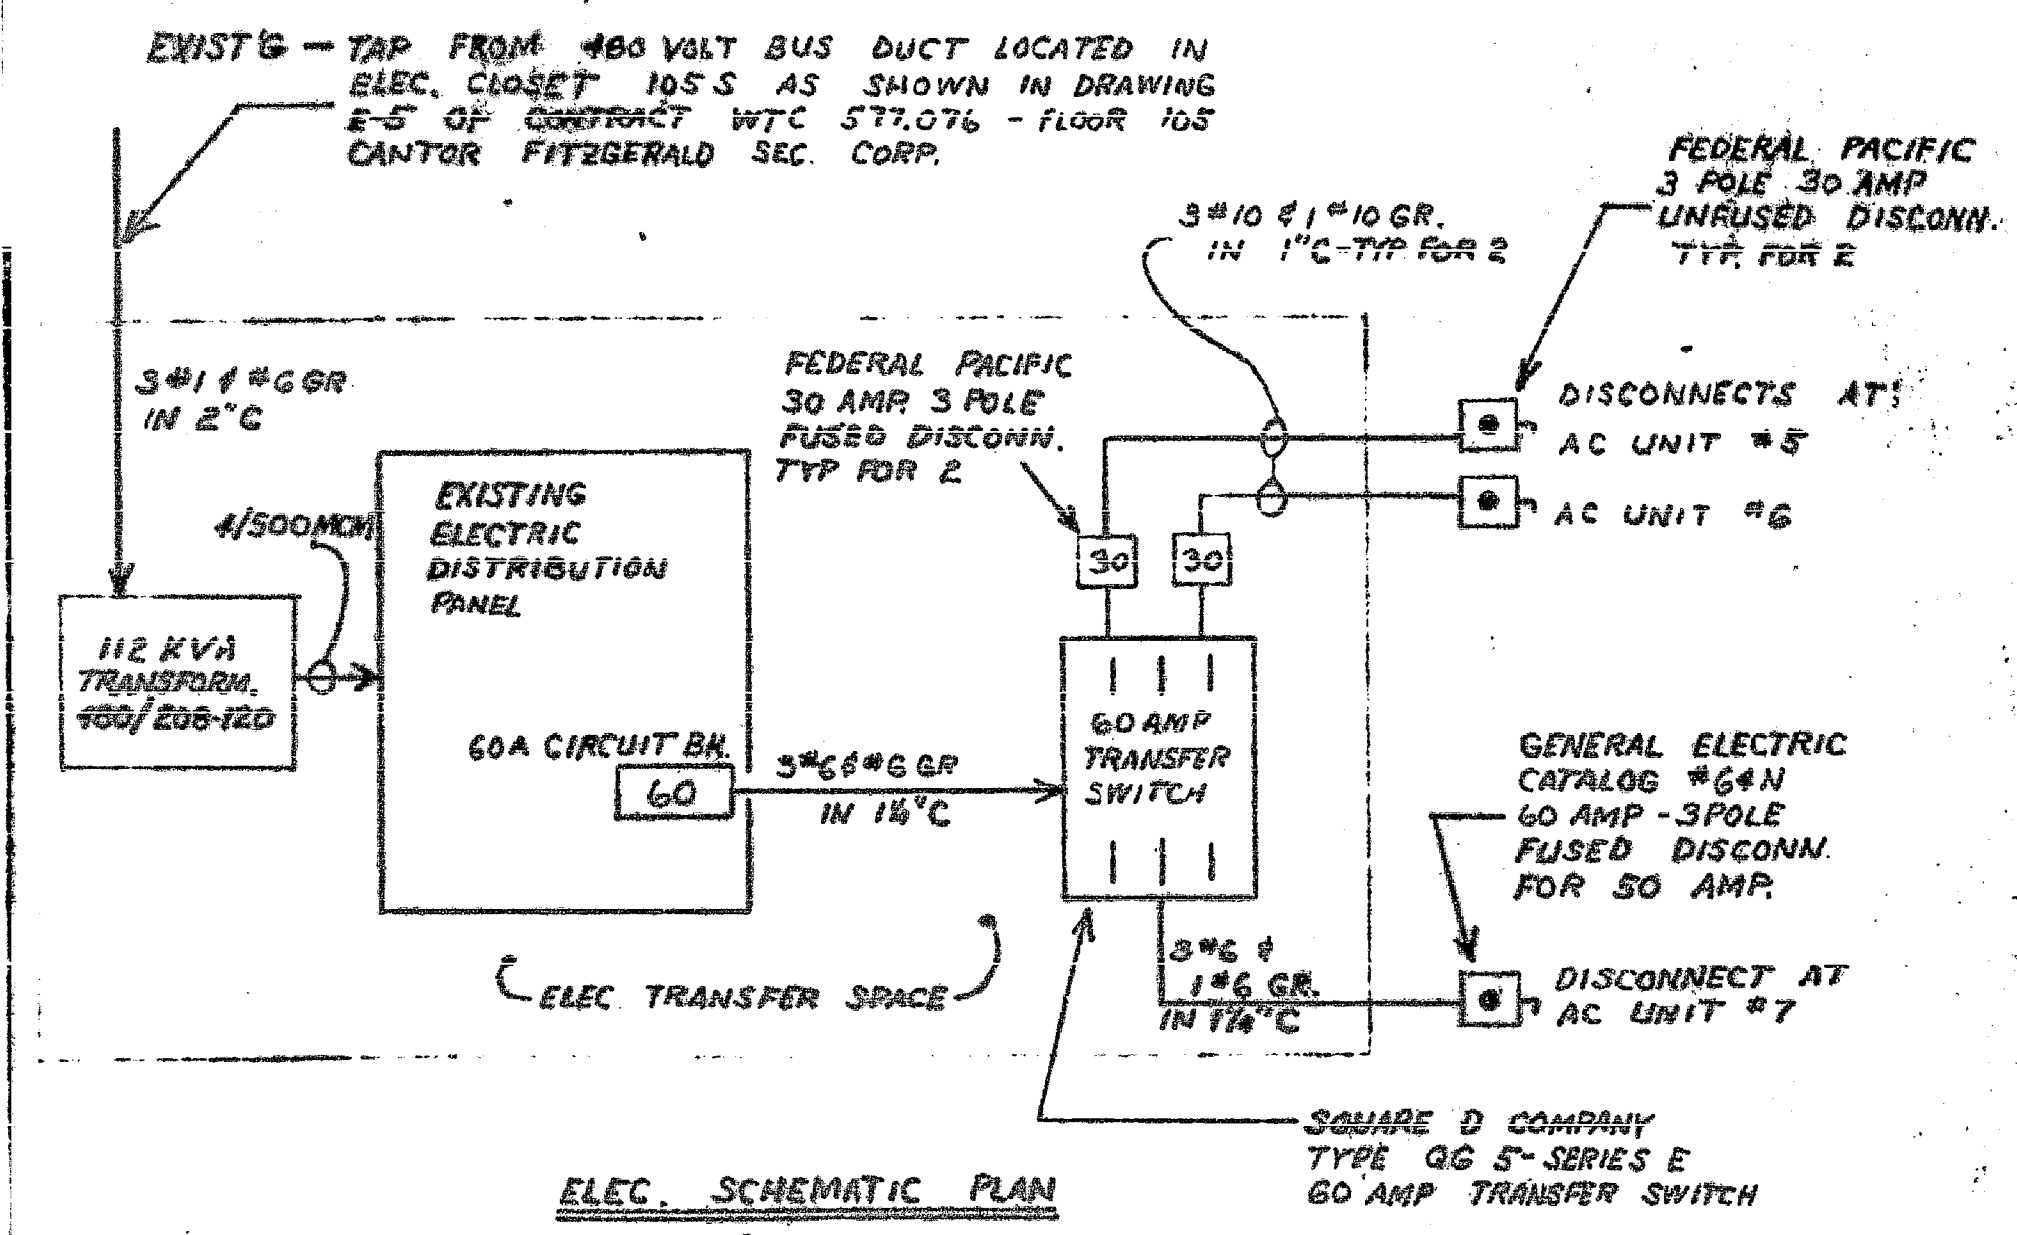 EXIST'G — TAP FROM 480 VOLT BUS DUCT LOCATED IN
ELEC. CLOSET 105 S AS SHOWN IN DRAWING
E-5 OF CONTRACT WTC 577.076 - FLOOR 105
CANTOR FITZGERALD SEC. CORP.
FEDERAL PACIFIC
3 POLE 30 AMP
UNFUSED DISCONN.
TYP. FOR 2
3 #10 & 1 #10 GR.
IN 1"C-TYP FOR 2
3 #1 & #6 GR
IN 2"C
FEDERAL PACIFIC
30 AMP. 3 POLE
FUSED DISCONN.
TYP FOR 2
DISCONNECTS AT:
AC UNIT #5
AC UNIT #6
4/500MCM
EXISTING
ELECTRIC
DISTRIBUTION
PANEL
30
30
112 KVA
TRANSFORM.
480/208-120
60A CIRCUIT BK.
60
3#6 & #6 GR
IN 1¼"C
60 AMP
TRANSFER
SWITCH
GENERAL ELECTRIC
CATALOG #64N
60 AMP - 3POLE
FUSED DISCONN.
FOR 50 AMP.
3 #6 &
1 #6 GR.
IN 1¼"C
DISCONNECT AT
AC UNIT #7
ELEC TRANSFER SPACE
SQUARE D COMPANY
TYPE QG 5-SERIES E
60 AMP TRANSFER SWITCH
ELEC. SCHEMATIC PLAN